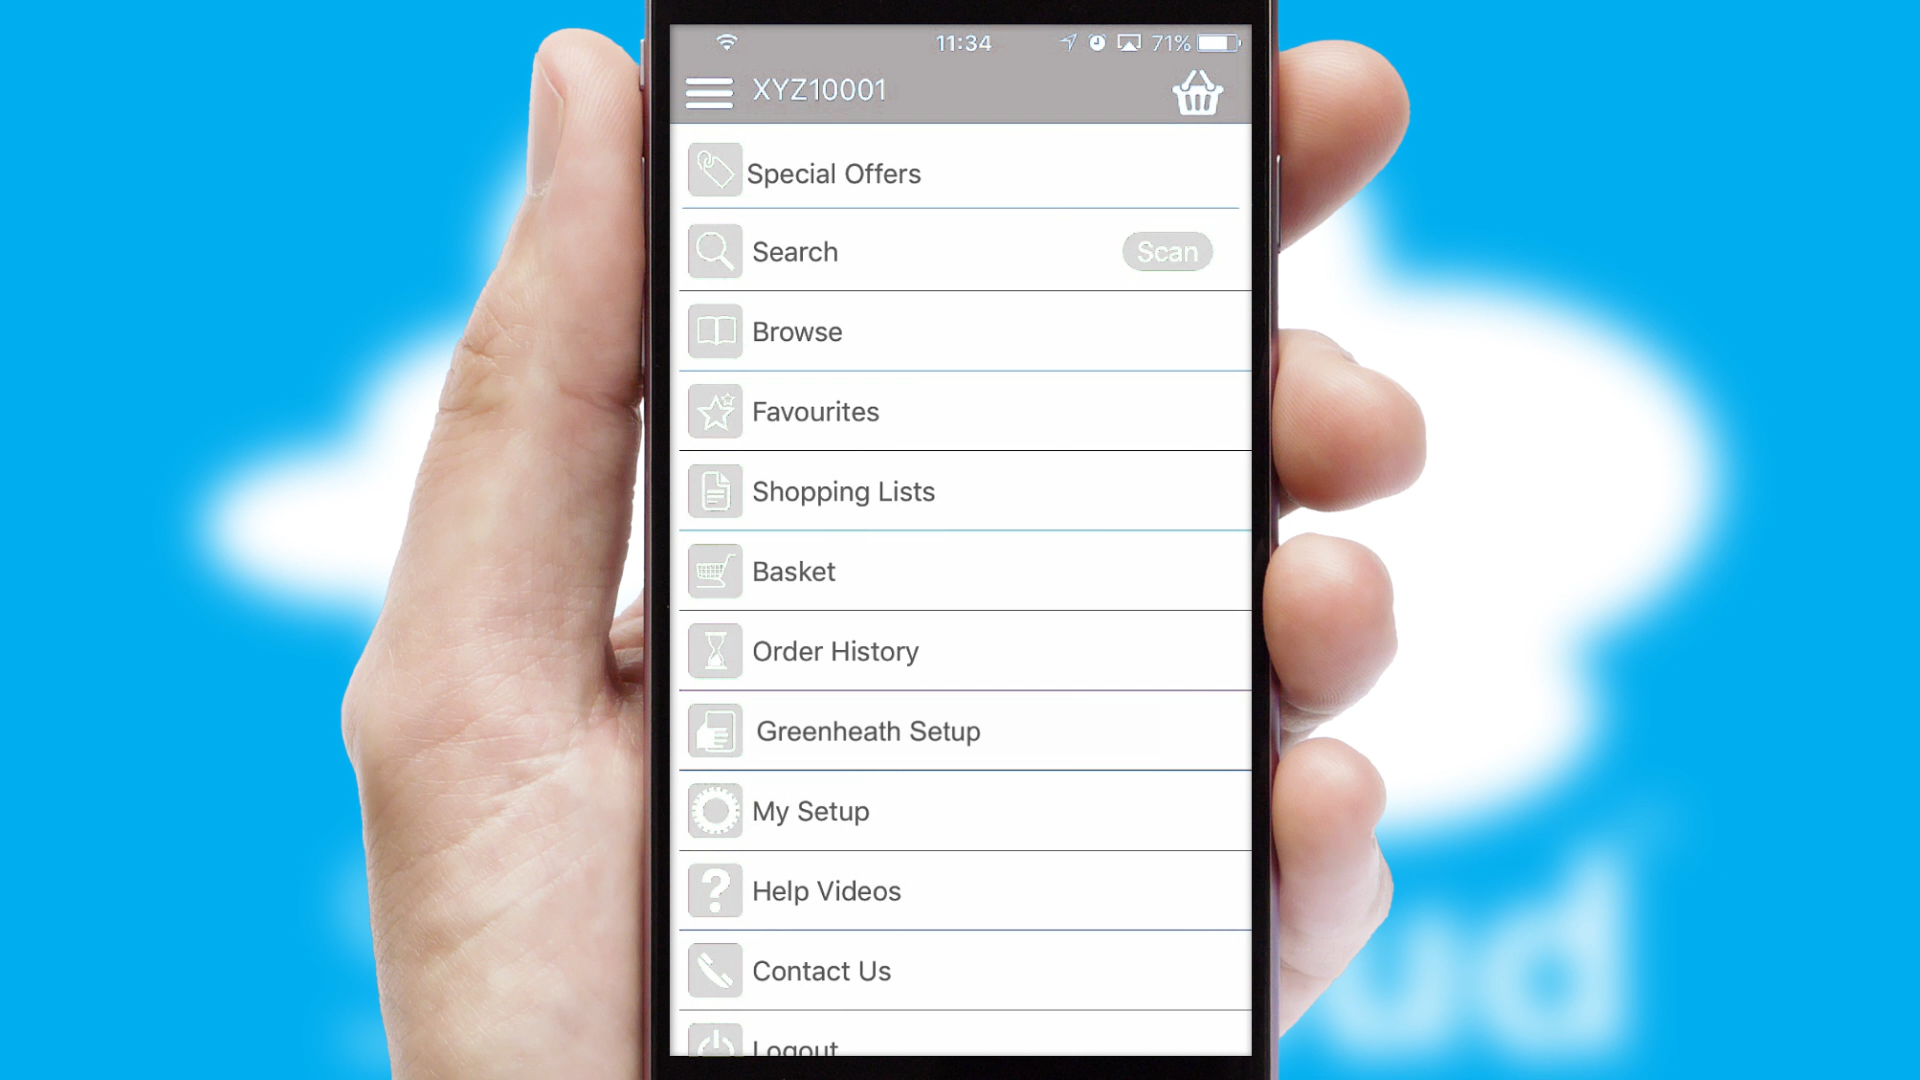 11:34 71%
XYZ10001
Special Offers
Search Scan
Browse
Favourites
Shopping Lists
Basket
Order History
Greenheath Setup
My Setup
Help Videos
Contact Us
Logout
ud